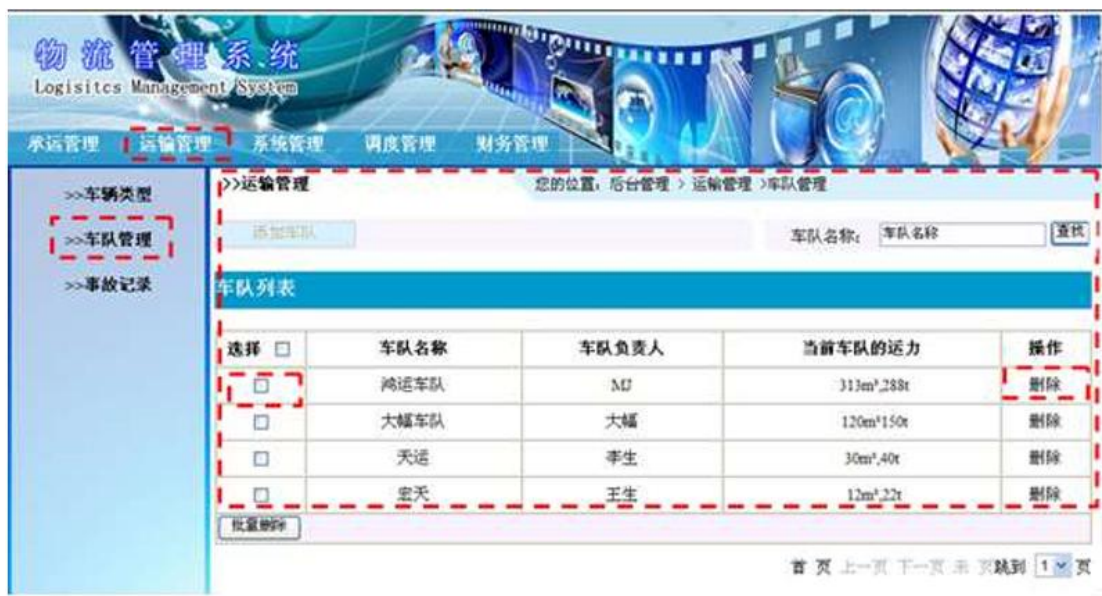 物流管理系统
Logisitcs Management System
承运管理 运输管理 系统管理 调度管理 财务管理
>>车辆类型
>>车队管理
>>事故记录
>>运输管理 您的位置：后台管理 > 运输管理 >车队管理
添加车队 车队名称： 车队名称 查找
车队列表
选择 车队名称 车队负责人 当前车队的运力 操作
鸿运车队 MJ 313m³,288t 删除
大幅车队 大幅 120m³150t 删除
天运 李生 30m³,40t 删除
宏天 王生 12m³,22t 删除
批量删除
首 页 上一页 下一页 末 页 跳到 1 页